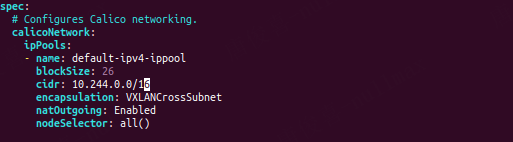 spec:
  # Configures Calico networking.
  calicoNetwork:
    ipPools:
    - name: default-ipv4-ippool
      blockSize: 26
      cidr: 10.244.0.0/16
      encapsulation: VXLANCrossSubnet
      natOutgoing: Enabled
      nodeSelector: all()